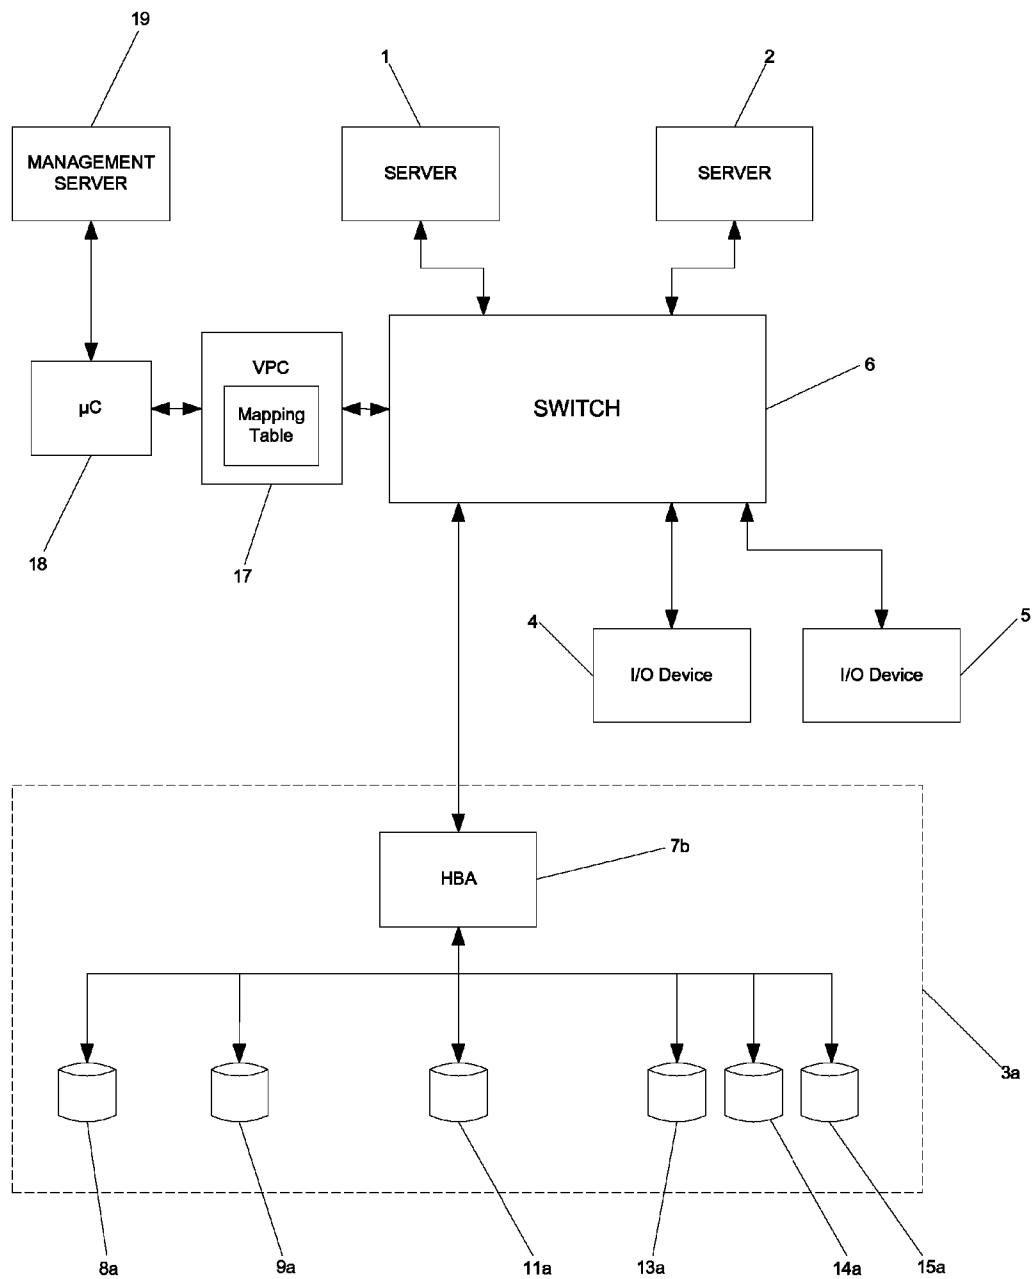 19
1
2
MANAGEMENT
SERVER
SERVER
SERVER
VPC
6
µC
Mapping
Table
SWITCH
18
17
4
5
I/O Device
I/O Device
7b
HBA
3a
8a
9a
11a
13a
14a
15a